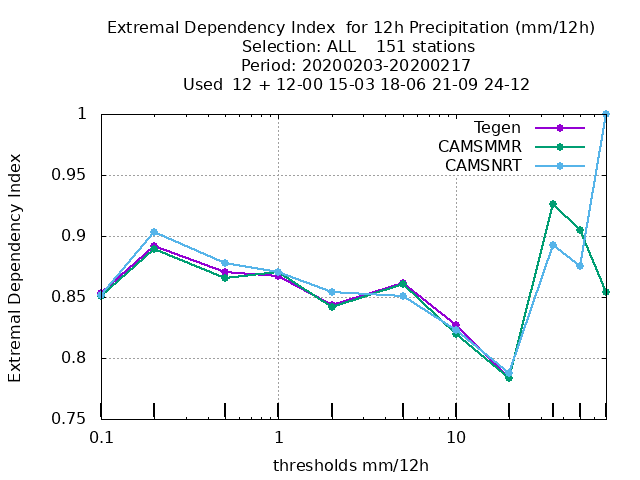 Extremal Dependency Index  for 12h Precipitation (mm/12h)
Selection: ALL    151 stations
Period: 20200203-20200217
Used  12 + 12-00 15-03 18-06 21-09 24-12
Extremal Dependency Index
1
0.95
0.9
0.85
0.8
0.75
Tegen
CAMSMMR
CAMSNRT
0.1 1 10
thresholds mm/12h